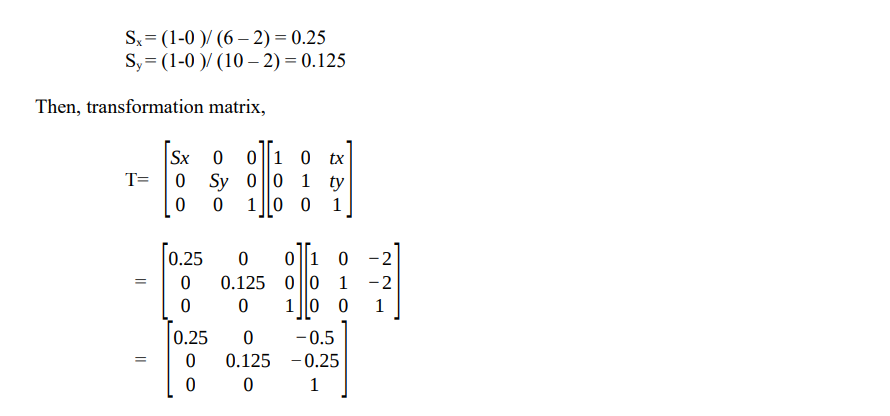 Sx= (1-0 )/ (6 – 2) = 0.25
Sy= (1-0 )/ (10 – 2) = 0.125
Then, transformation matrix,
Sx 0 0 1 0 tx
T= 0 Sy 0 0 1 ty
0 0 1 0 0 1
0.25 0 0 1 0 −2
= 0 0.125 0 0 1 −2
0 0 1 0 0 1
0.25 0 −0.5
= 0 0.125 −0.25
0 0 1